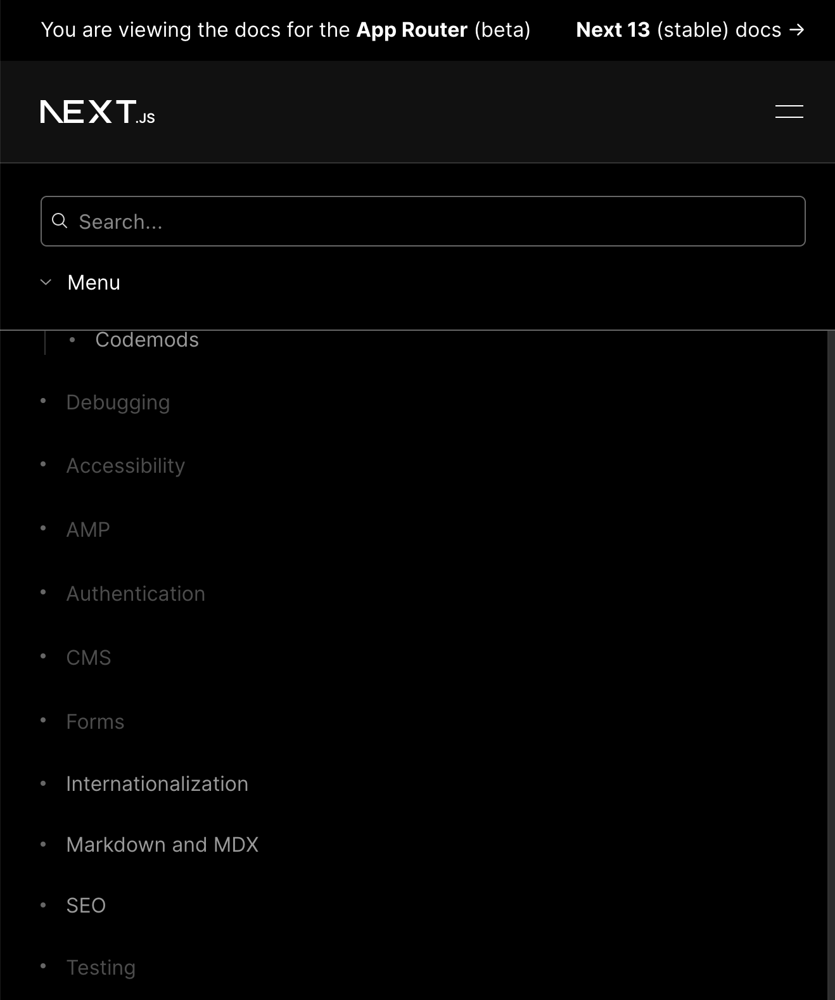 You are viewing the docs for the App Router (beta) Next 13 (stable) docs →
NEXT.JS
Search...
Menu
Codemods
Debugging
Accessibility
AMP
Authentication
CMS
Forms
Internationalization
Markdown and MDX
SEO
Testing